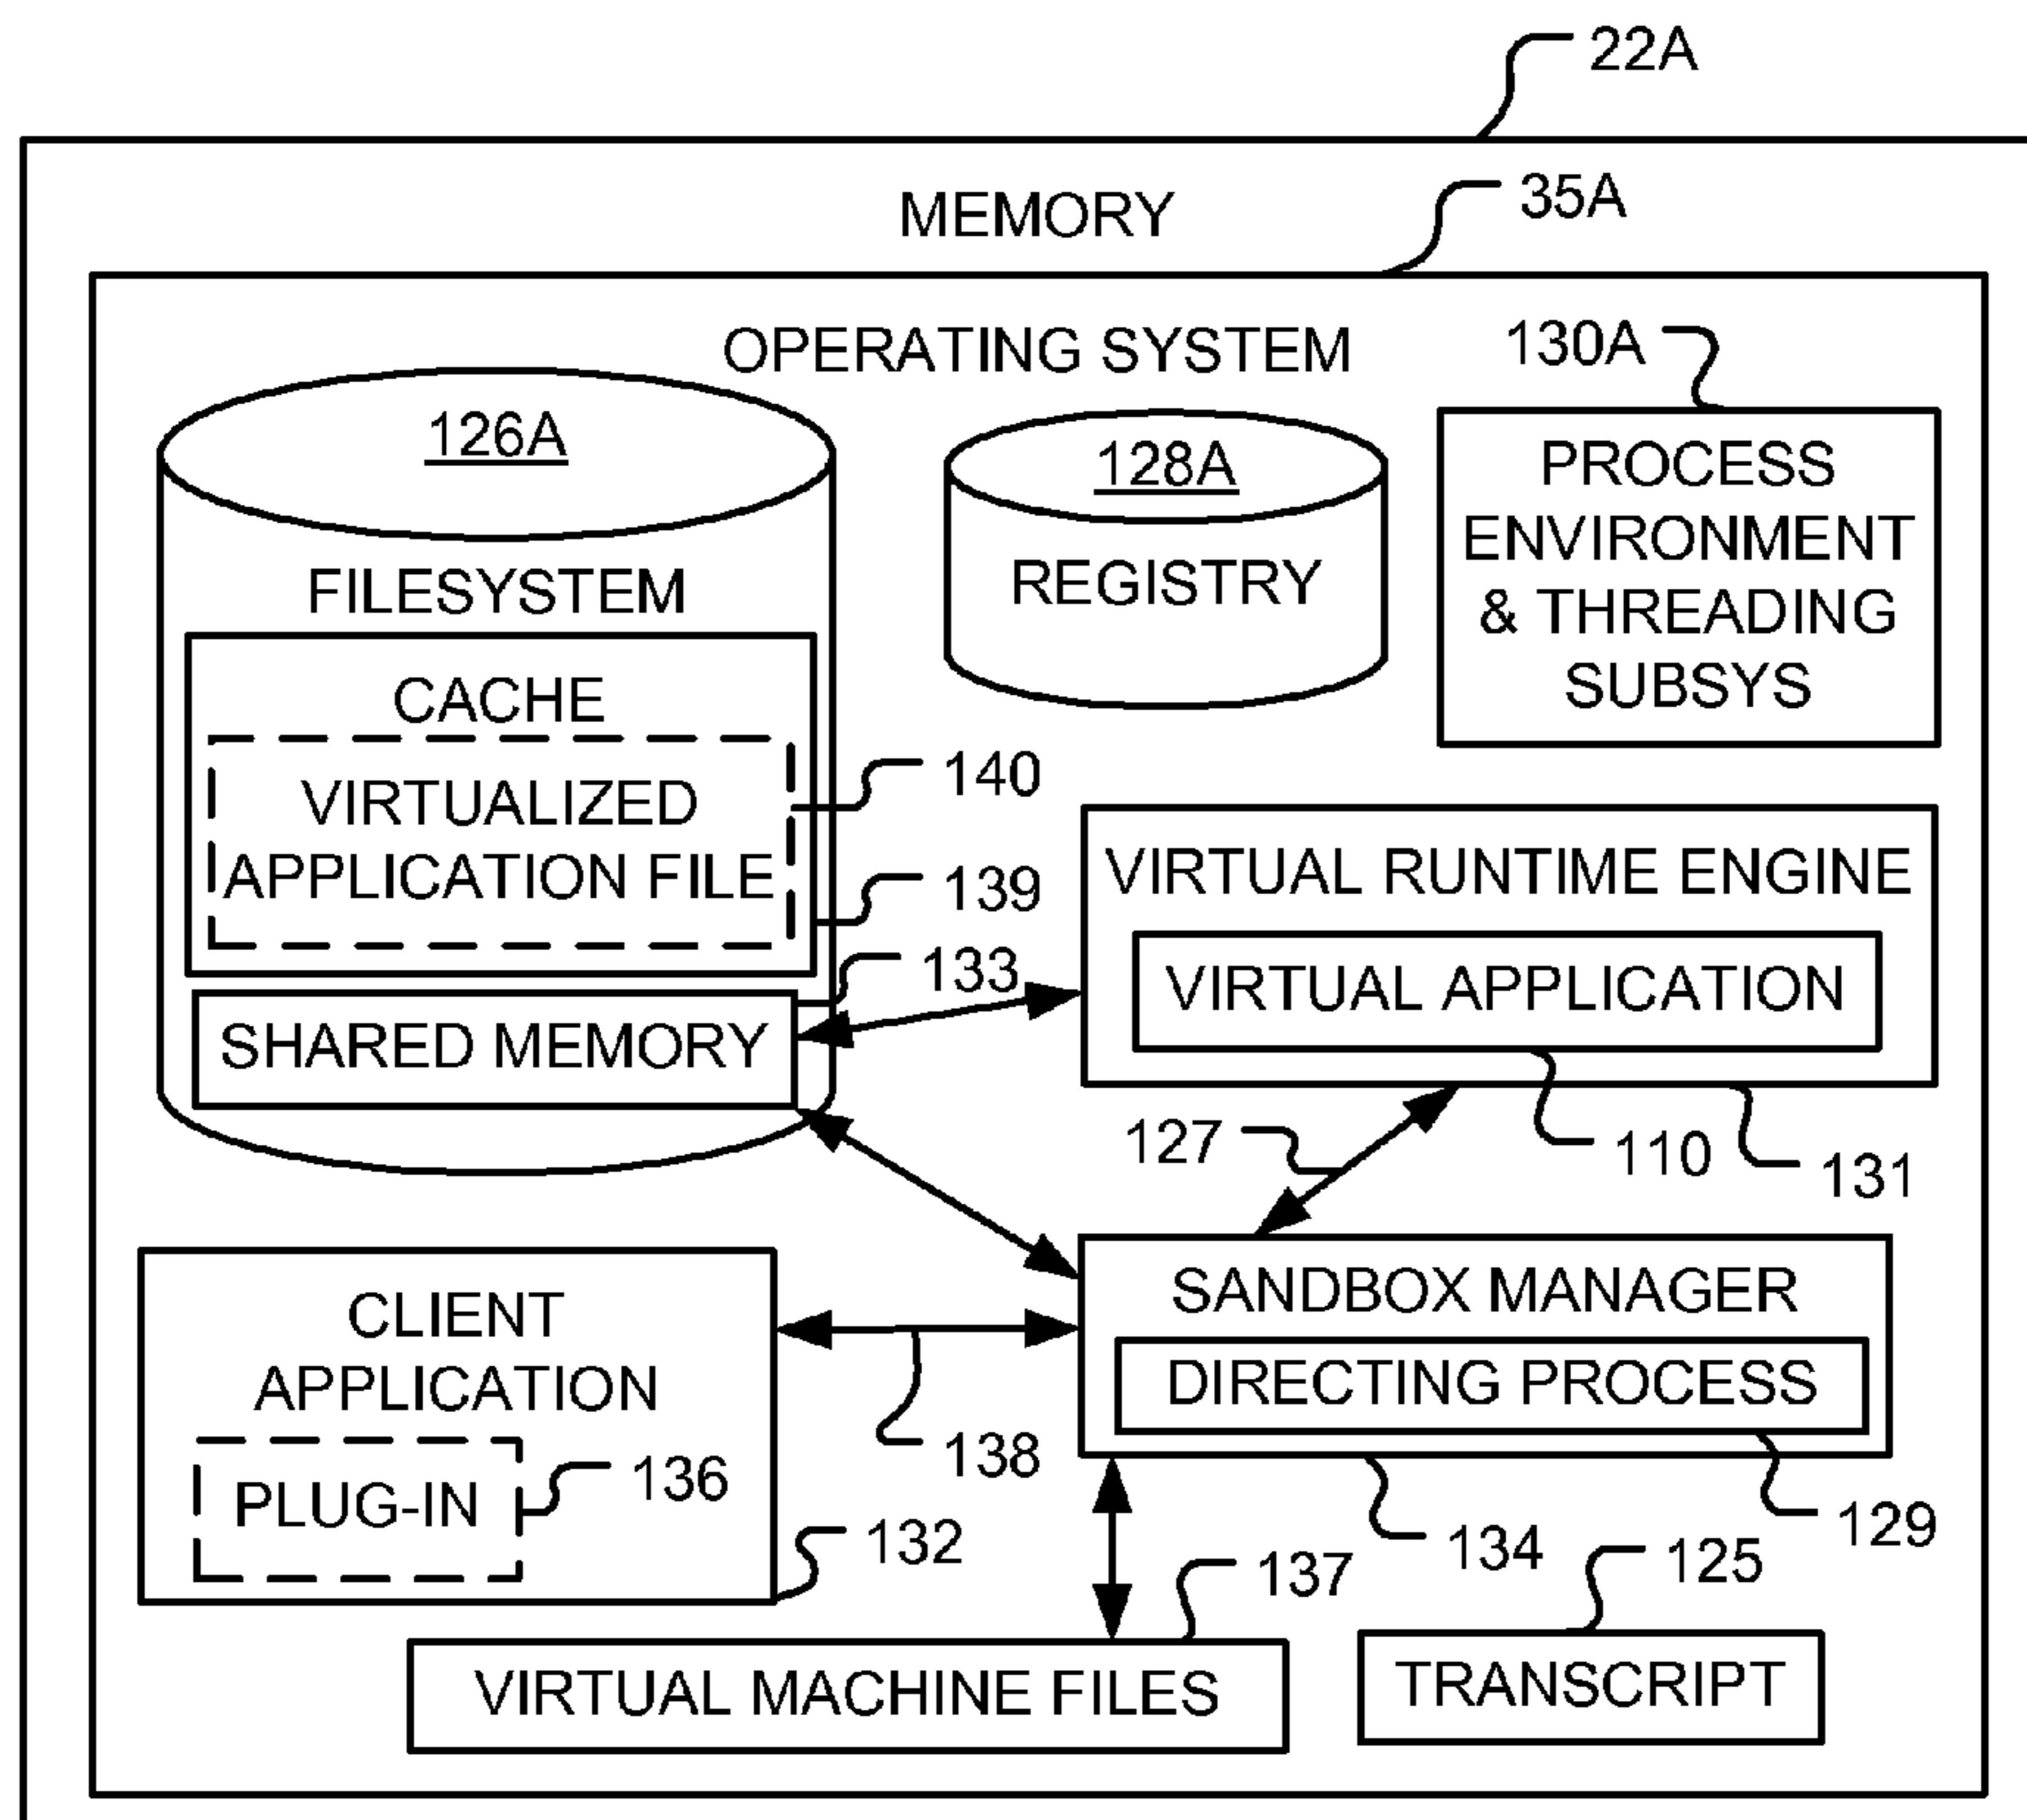 22A
MEMORY
35A
OPERATING SYSTEM
130A
126A
128A
PROCESS
ENVIRONMENT
& THREADING
SUBSYS
FILESYSTEM
REGISTRY
CACHE
VIRTUALIZED
APPLICATION FILE
140
139
133
SHARED MEMORY
VIRTUAL RUNTIME ENGINE
VIRTUAL APPLICATION
127
110
131
CLIENT
APPLICATION
PLUG-IN
136
132
138
SANDBOX MANAGER
DIRECTING PROCESS
129
134
137
125
VIRTUAL MACHINE FILES
TRANSCRIPT